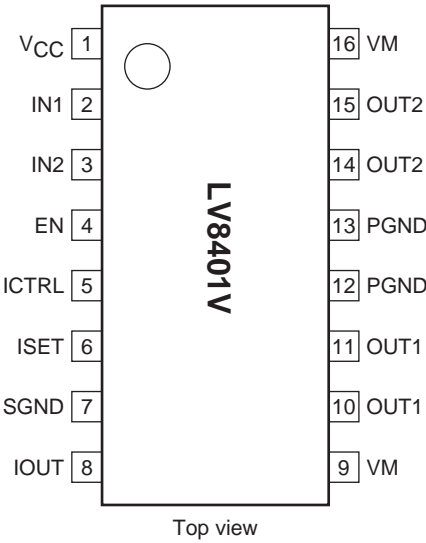 VCC 1 16 VM
IN1 2 15 OUT2
IN2 3 14 OUT2
EN 4 13 PGND
ICTRL 5 12 PGND
ISET 6 11 OUT1
SGND 7 10 OUT1
IOUT 8 9 VM
LV8401V
Top view